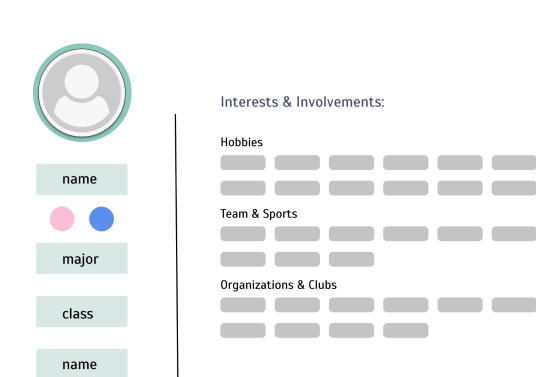 name
major
class
name
Interests & Involvements:
Hobbies
Team & Sports
Organizations & Clubs